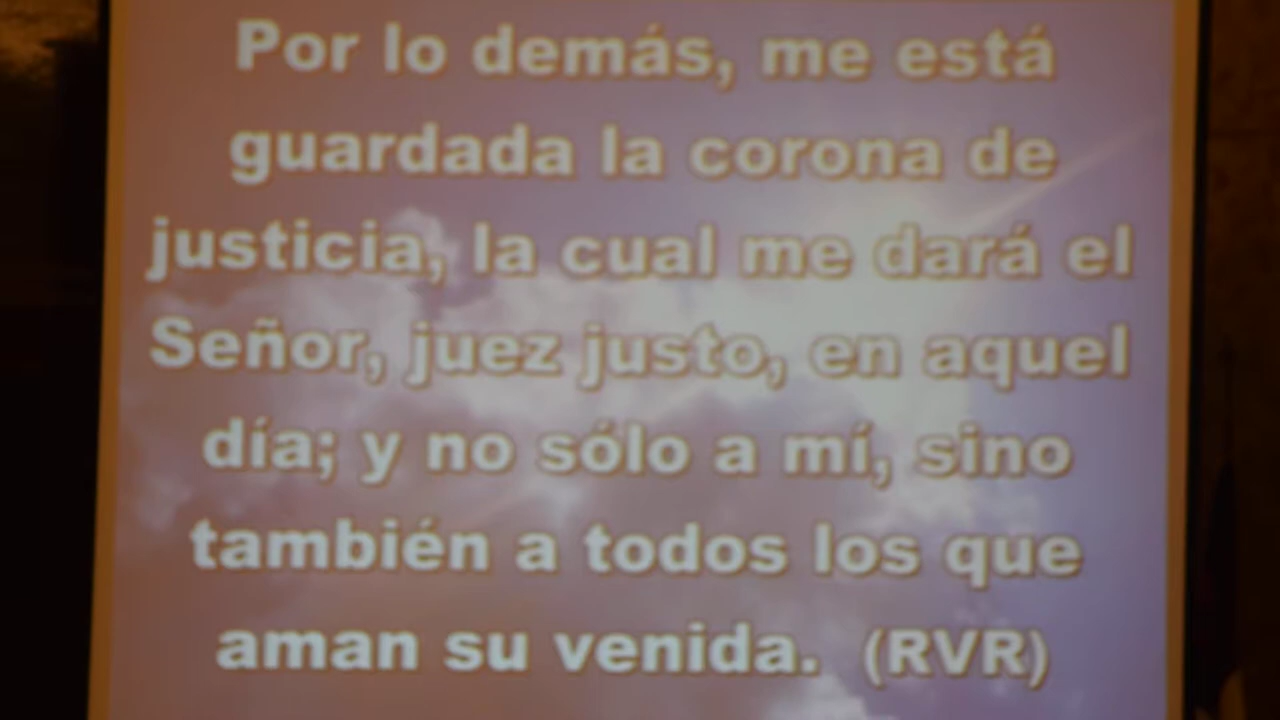 Por lo demás, me está
guardada la corona de
justicia, la cual me dará el
Señor, juez justo, en aquel
día; y no sólo a mí, sino
también a todos los que
aman su venida. (RVR)